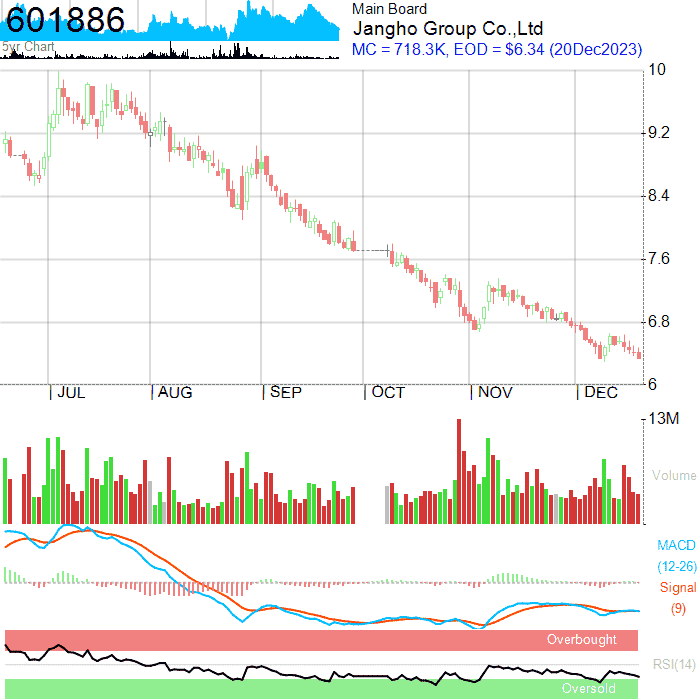 601886
5yr Chart
Main Board
Jangho Group Co.,Ltd
MC = 718.3K, EOD = $6.34 (20Dec2023)
10
9.2
8.4
7.6
6.8
6
JUL AUG SEP OCT NOV DEC
13M
Volume
MACD
(12-26)
Signal
(9)
Overbought
RSI(14)
Oversold